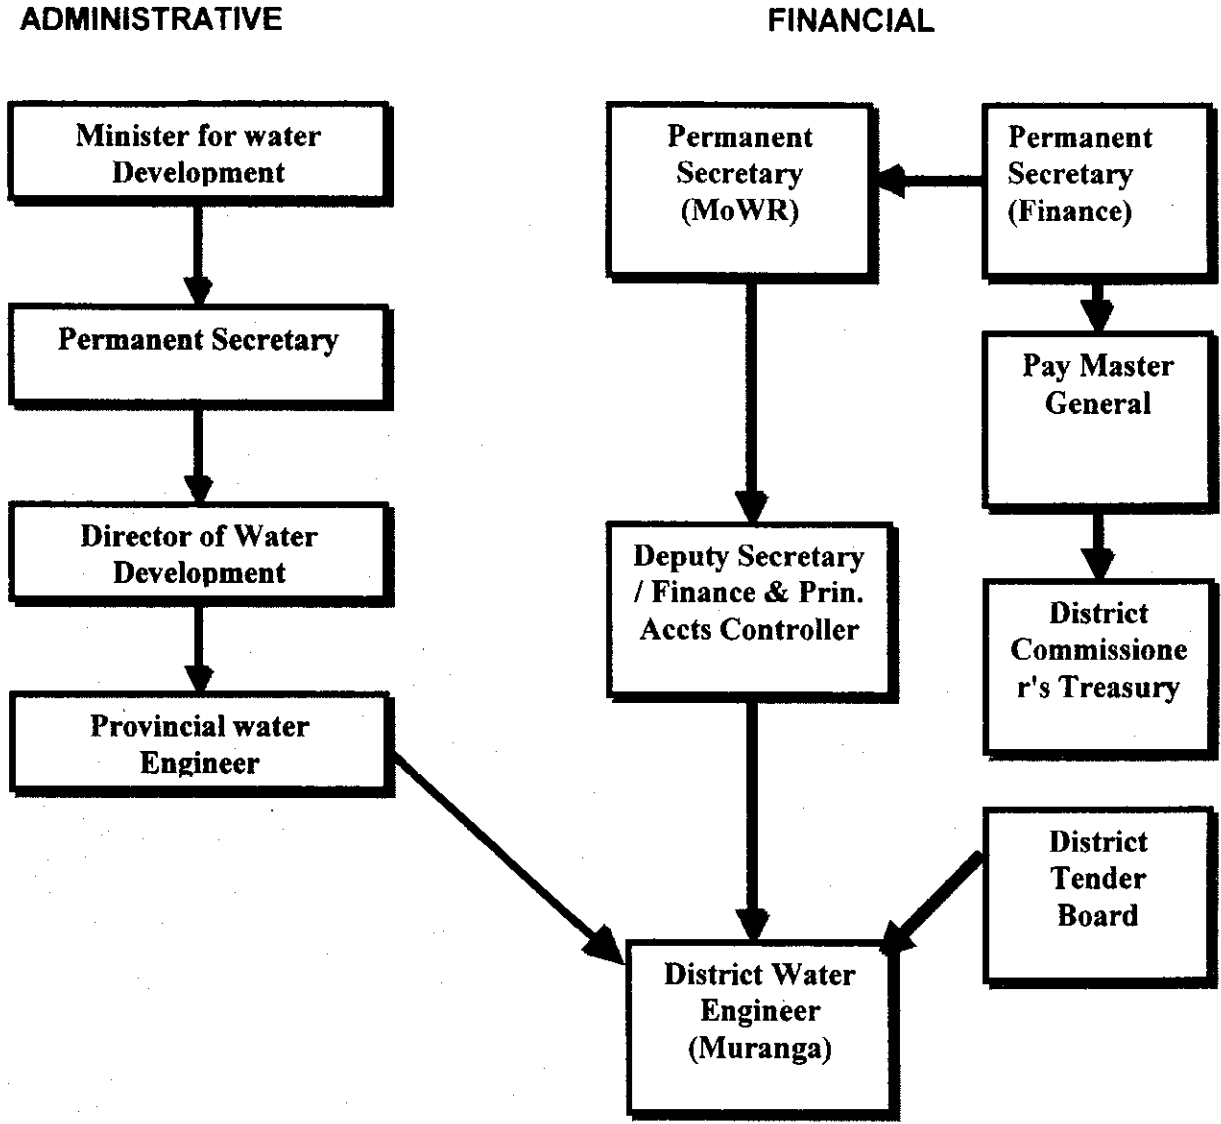 ADMINISTRATIVE
FINANCIAL
Minister for water
Development
Permanent Secretary
Director of Water
Development
Provincial water
Engineer
Permanent
Secretary
(MoWR)
Permanent
Secretary
(Finance)
Pay Master
General
Deputy Secretary
/ Finance & Prin.
Accts Controller
District
Commissione
r's Treasury
District
Tender
Board
District Water
Engineer
(Muranga)